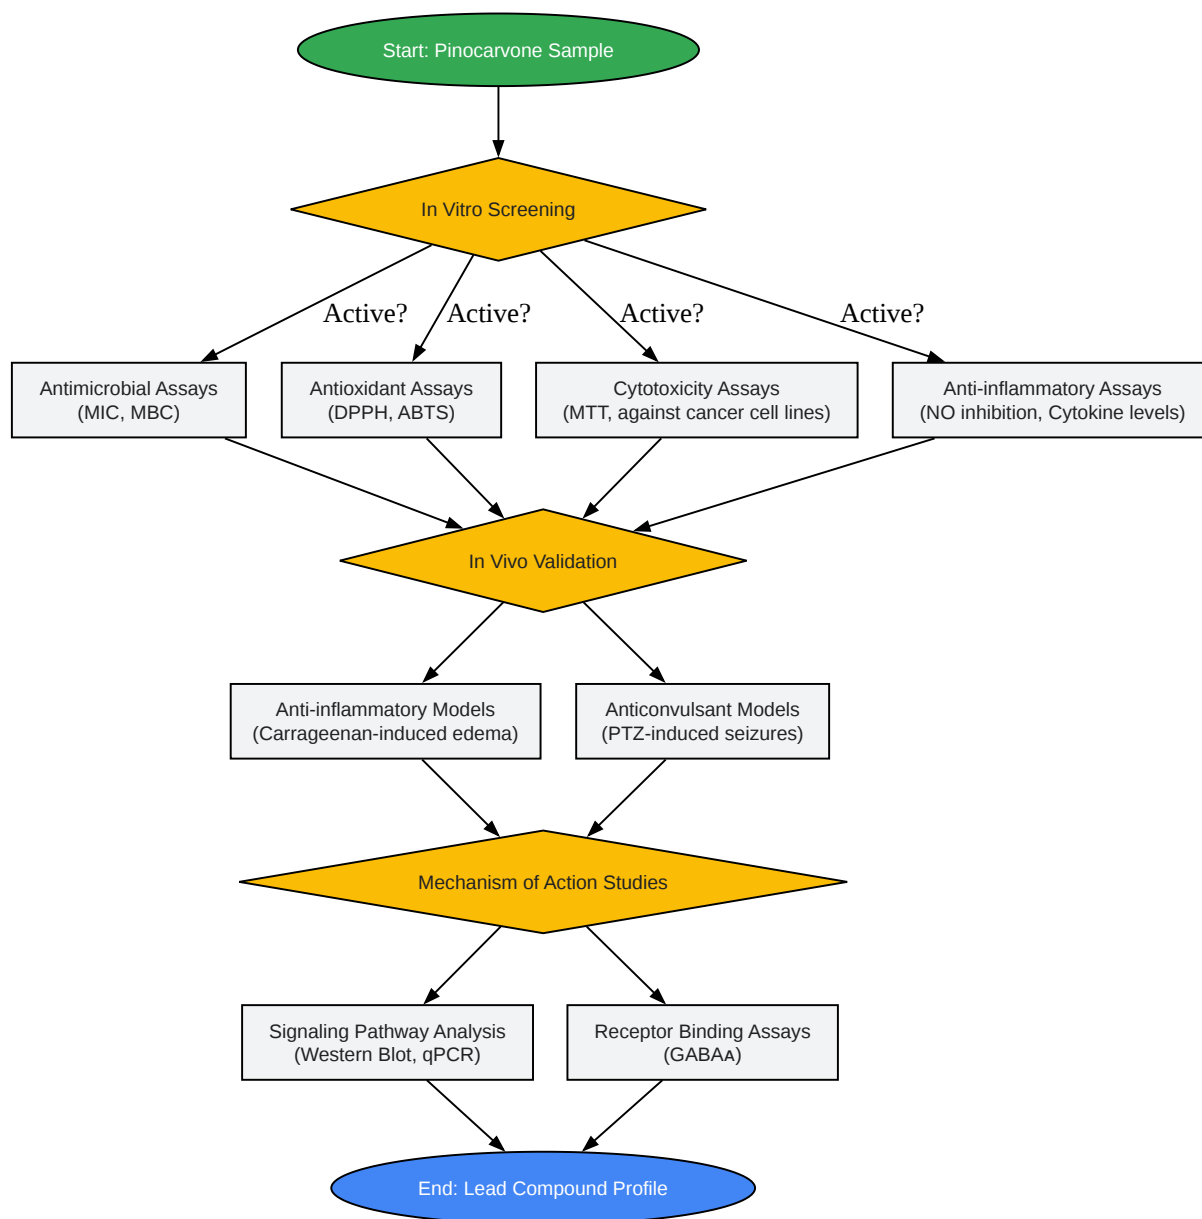 Start: Pinocarvone Sample
In Vitro Screening
Active?
Active?
Active?
Active?
Antimicrobial Assays
(MIC, MBC)
Antioxidant Assays
(DPPH, ABTS)
Cytotoxicity Assays
(MTT, against cancer cell lines)
Anti-inflammatory Assays
(NO inhibition, Cytokine levels)
In Vivo Validation
Anti-inflammatory Models
(Carrageenan-induced edema)
Anticonvulsant Models
(PTZ-induced seizures)
Mechanism of Action Studies
Signaling Pathway Analysis
(Western Blot, qPCR)
Receptor Binding Assays
(GABAᴀ)
End: Lead Compound Profile